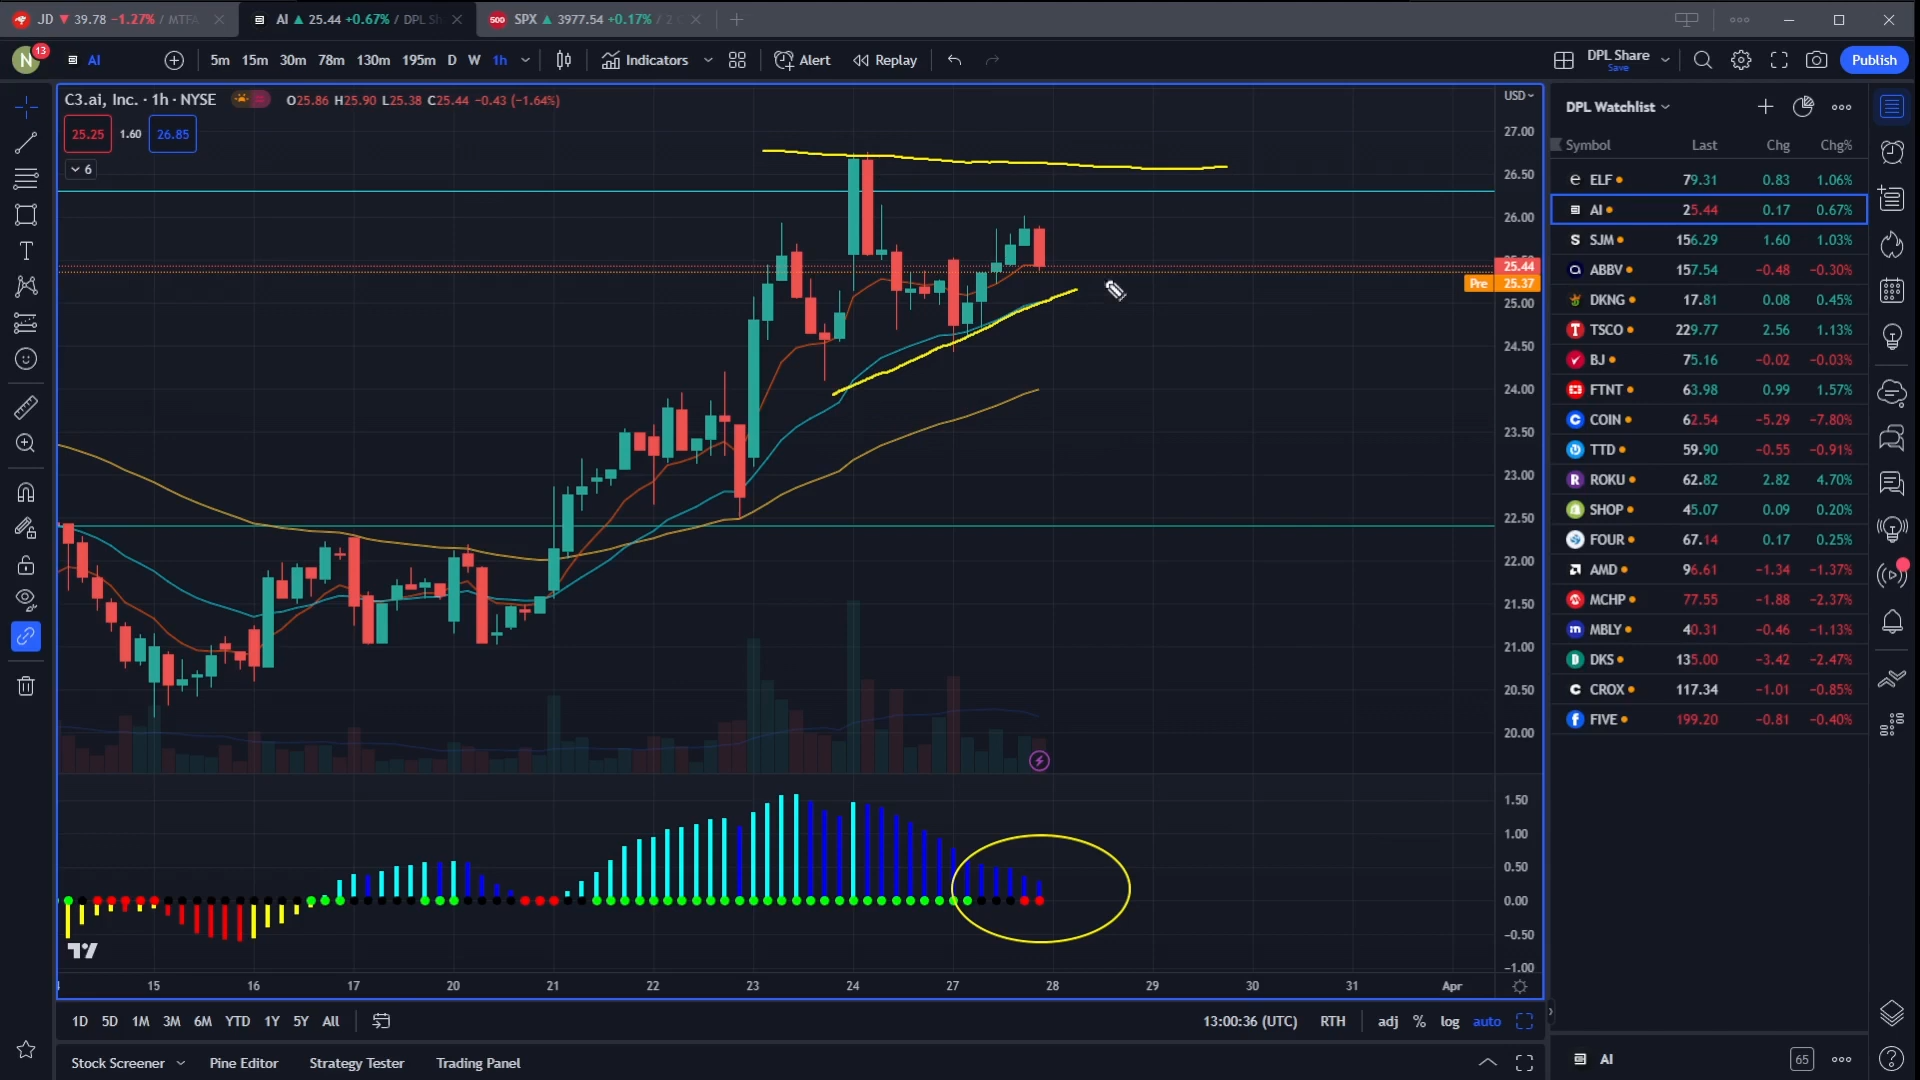 JD ▼ 39.78 −1.27% / MTFA
AI ▲ 25.44 +0.67% / DPL Sh
500 SPX ▲ 3977.54 +0.17% / 2 C
N 13 AI 5m 15m 30m 78m 130m 195m D W 1h Indicators Alert Replay DPL Share Save Publish
C3.ai, Inc. · 1h · NYSE O25.86 H25.90 L25.38 C25.44 −0.43 (−1.64%)
25.25 1.60 26.85
6
USD
27.00
26.50
26.00
25.44
Pre 25.37
25.00
24.50
24.00
23.50
23.00
22.50
22.00
21.50
21.00
20.50
20.00
1.50
1.00
0.50
0.00
−0.50
−1.00
15 16 17 20 21 22 23 24 27 28 29 30 31 Apr
1D 5D 1M 3M 6M YTD 1Y 5Y All 13:00:36 (UTC) RTH adj % log auto
Stock Screener Pine Editor Strategy Tester Trading Panel
DPL Watchlist
Symbol Last Chg Chg%
ELF 79.31 0.83 1.06%
AI 25.44 0.17 0.67%
SJM 156.29 1.60 1.03%
ABBV 157.54 −0.48 −0.30%
DKNG 17.81 0.08 0.45%
TSCO 229.77 2.56 1.13%
BJ 75.16 −0.02 −0.03%
FTNT 63.98 0.99 1.57%
COIN 62.54 −5.29 −7.80%
TTD 59.90 −0.55 −0.91%
ROKU 62.82 2.82 4.70%
SHOP 45.07 0.09 0.20%
FOUR 67.14 0.17 0.25%
AMD 96.61 −1.34 −1.37%
MCHP 77.55 −1.88 −2.37%
MBLY 40.31 −0.46 −1.13%
DKS 135.00 −3.42 −2.47%
CROX 117.34 −1.01 −0.85%
FIVE 199.20 −0.81 −0.40%
AI 65